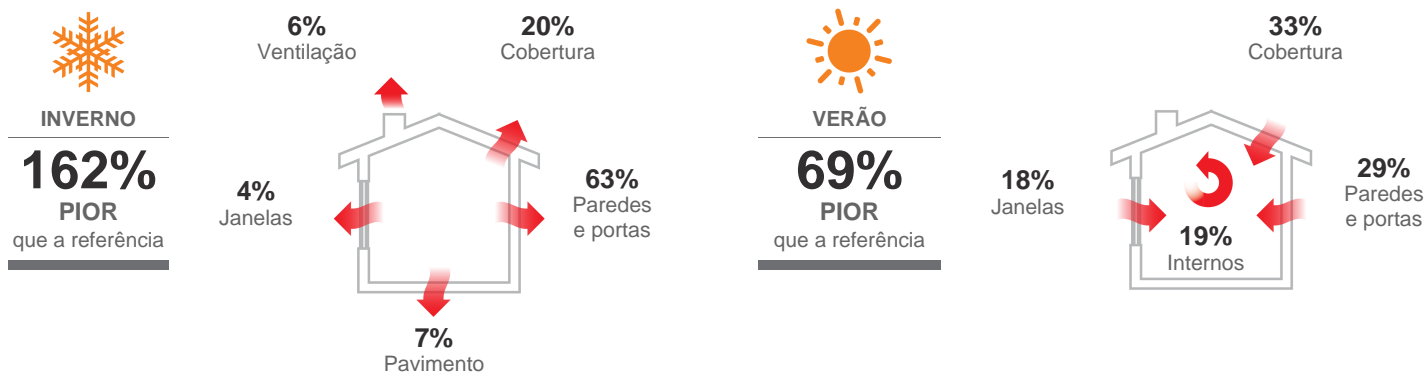 INVERNO
162%
PIOR
que a referência
6%
Ventilação
20%
Cobertura
4%
Janelas
63%
Paredes
e portas
7%
Pavimento
VERÃO
69%
PIOR
que a referência
33%
Cobertura
18%
Janelas
29%
Paredes
e portas
19%
Internos